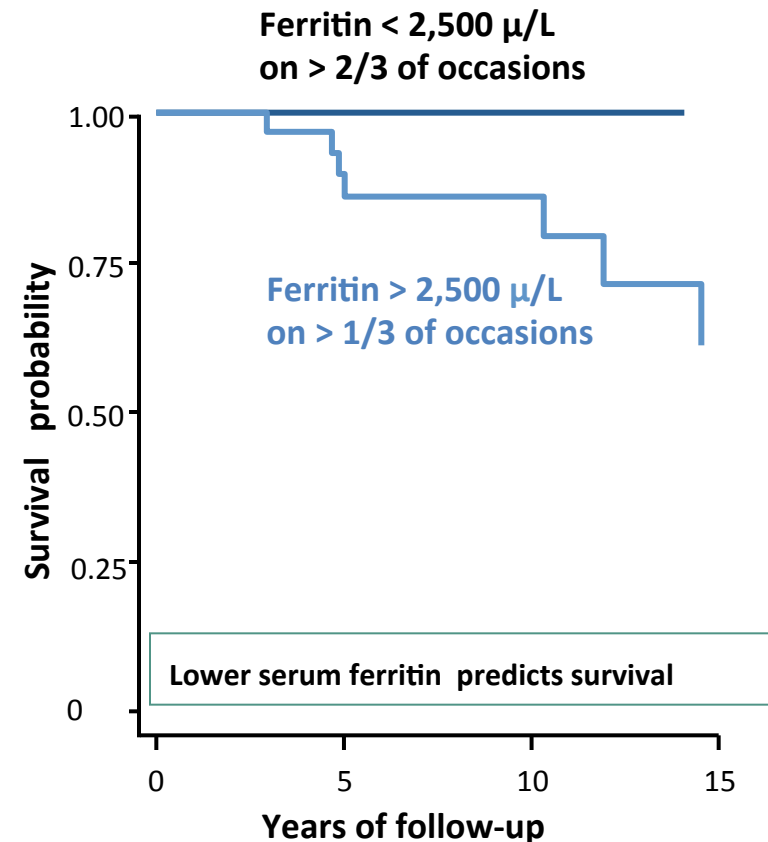 Ferritin < 2,500 μ/L
on > 2/3 of occasions
1.00
0.75
0.50
0.25
0
Survival probability
Ferritin > 2,500 μ/L
on > 1/3 of occasions
Lower serum ferritin predicts survival
0 5 10 15
Years of follow-up